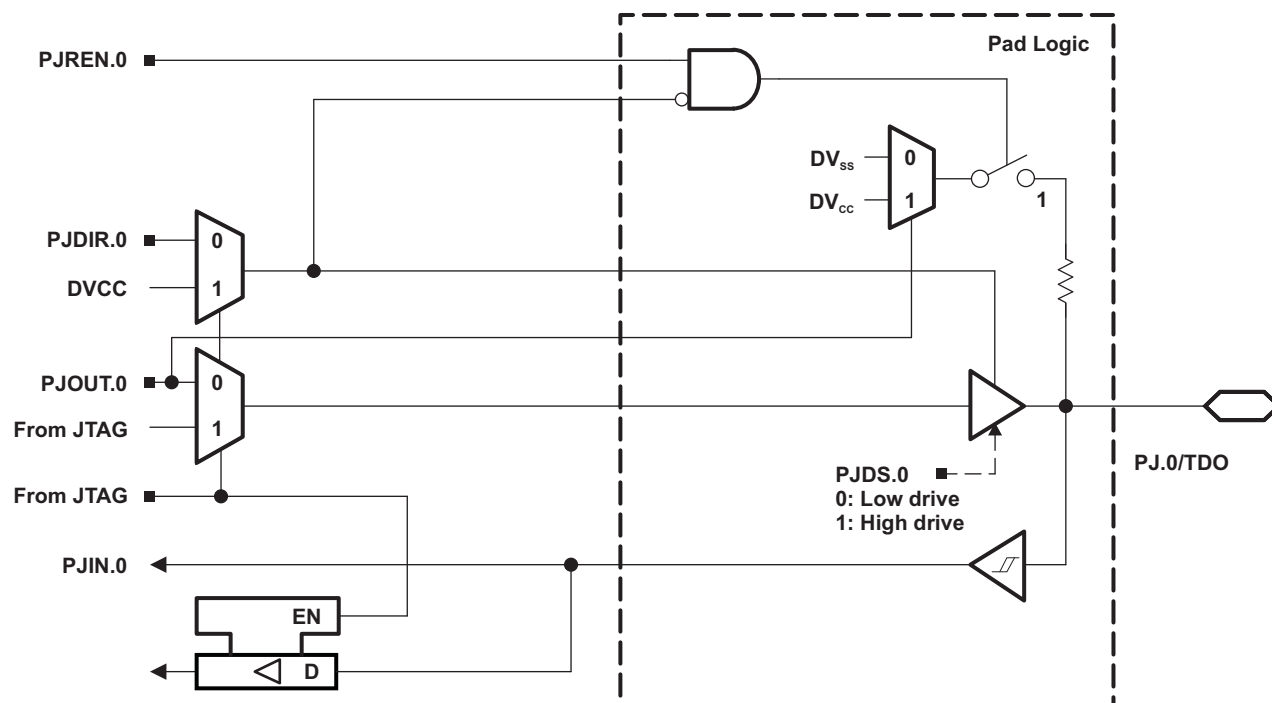 Pad Logic
PJREN.0
DVSS
0
DVCC
1
1
PJDIR.0
0
DVCC
1
PJOUT.0
0
From JTAG
1
PJ.0/TDO
PJDS.0
0: Low drive
1: High drive
From JTAG
PJIN.0
EN
D